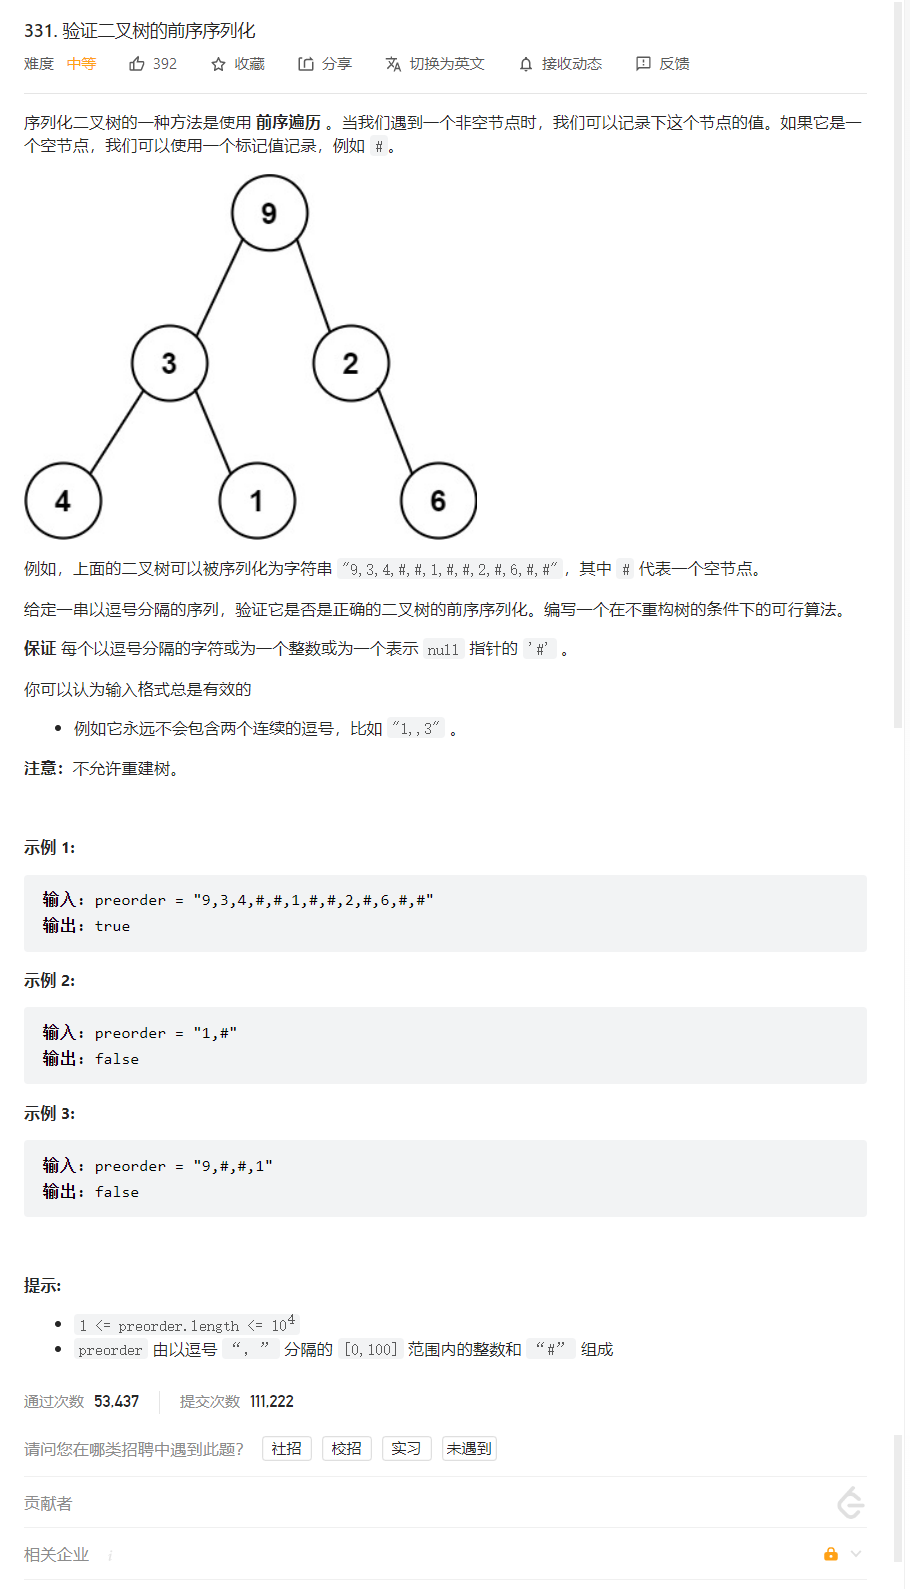 331. 验证二叉树的前序序列化
难度 中等 392 收藏 分享 切换为英文 接收动态 反馈
序列化二叉树的一种方法是使用 前序遍历 。当我们遇到一个非空节点时，我们可以记录下这个节点的值。如果它是一
个空节点，我们可以使用一个标记值记录，例如 #。
9
3 2
4 1 6
例如，上面的二叉树可以被序列化为字符串 "9,3,4,#,#,1,#,#,2,#,6,#,#"，其中 # 代表一个空节点。
给定一串以逗号分隔的序列，验证它是否是正确的二叉树的前序序列化。编写一个在不重构树的条件下的可行算法。
保证 每个以逗号分隔的字符或为一个整数或为一个表示 null 指针的 '#' 。
你可以认为输入格式总是有效的
• 例如它永远不会包含两个连续的逗号，比如 "1,,3" 。
注意：不允许重建树。
示例 1:
输入: preorder = "9,3,4,#,#,1,#,#,2,#,6,#,#"
输出: true
示例 2:
输入: preorder = "1,#"
输出: false
示例 3:
输入: preorder = "9,#,#,1"
输出: false
提示:
• 1 <= preorder.length <= 10⁴
• preorder 由以逗号 “，” 分隔的 [0,100] 范围内的整数和 “#” 组成
通过次数 53,437 提交次数 111,222
请问您在哪类招聘中遇到此题？ 社招 校招 实习 未遇到
贡献者
相关企业 i